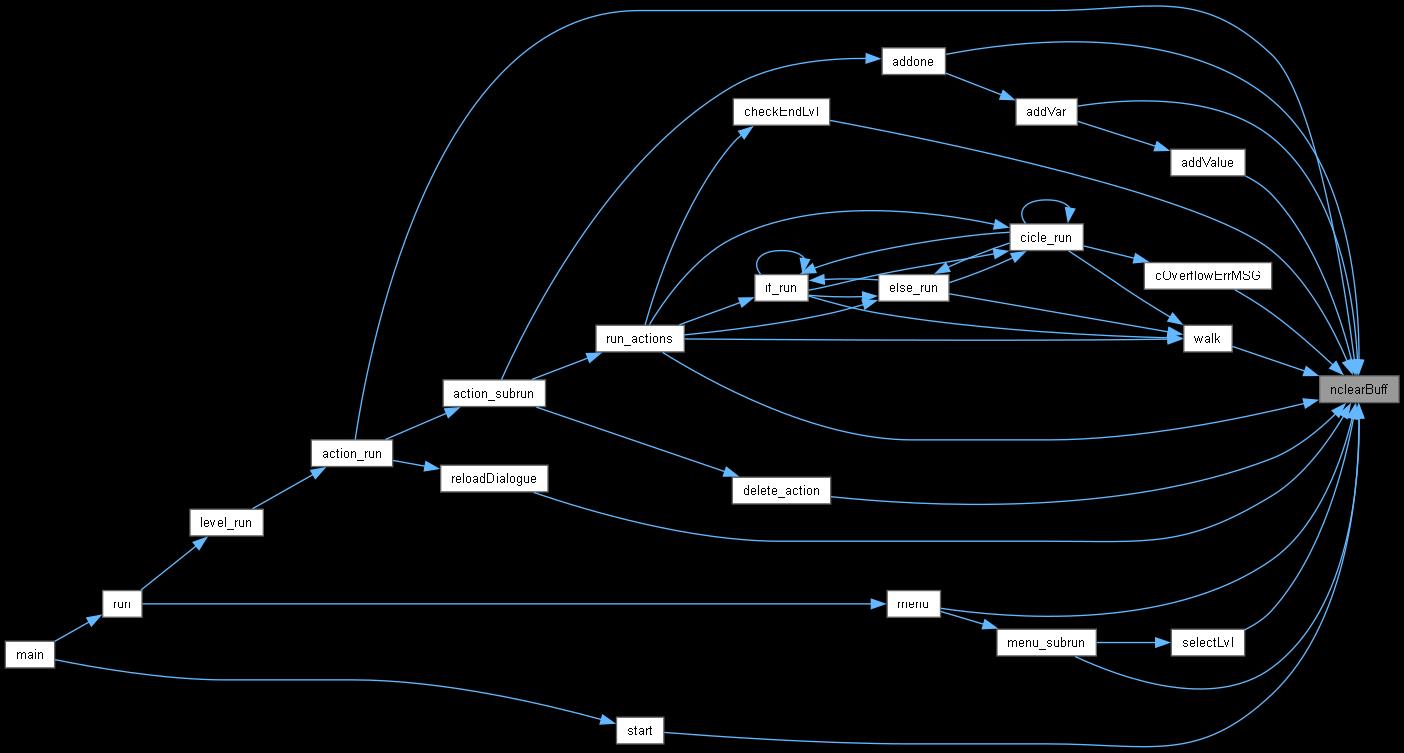 addone
checkEndLvl
addVar
addValue
cicle_run
cOverflowErrMSG
if_run
else_run
run_actions
walk
nclearBuff
action_subrun
action_run
reloadDialogue
delete_action
level_run
run
menu
menu_subrun
selectLvl
main
start